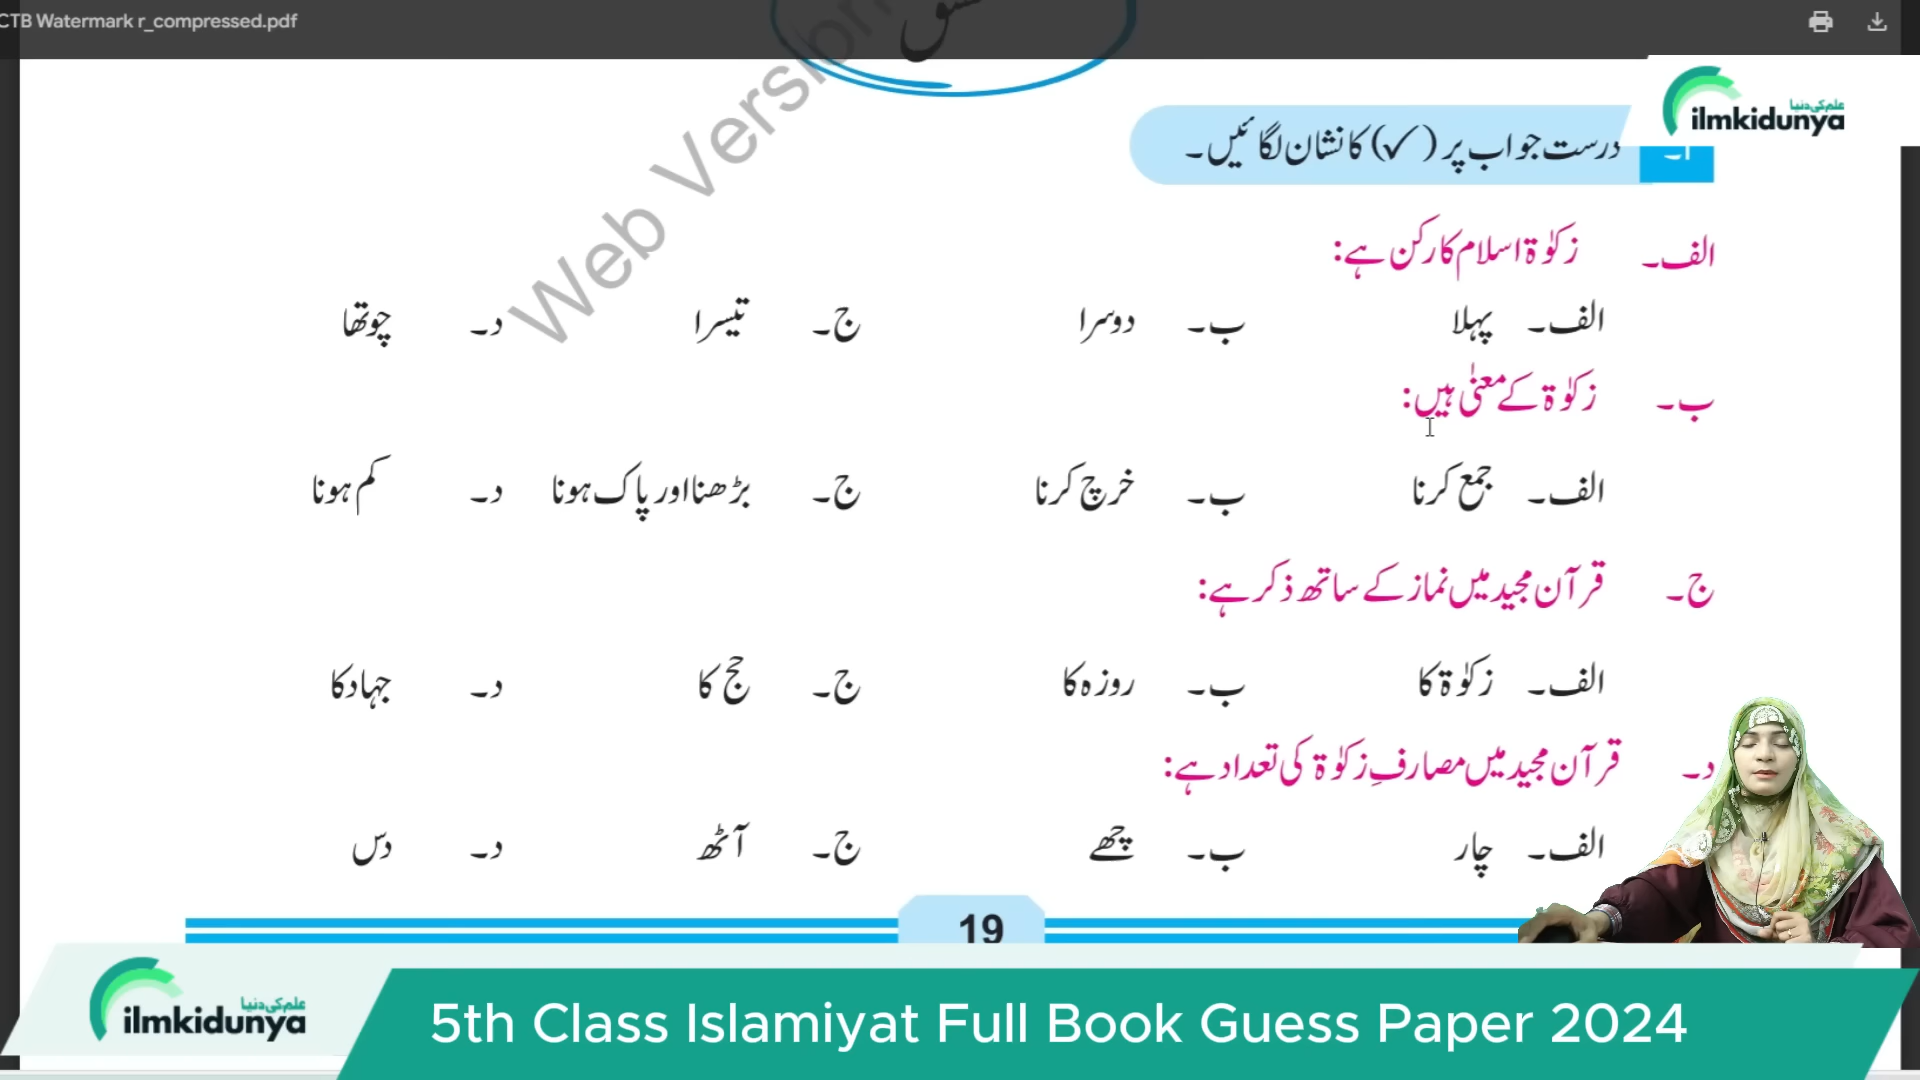 CTB Watermark r_compressed.pdf
مشق
Web Version
علم کی دنیا
ilmkidunya
درست جواب پر (✓) کا نشان لگائیں۔
الف۔ زکوٰۃ اسلام کا رکن ہے:
الف۔ پہلا ب۔ دوسرا ج۔ تیسرا د۔ چوتھا
ب۔ زکوٰۃ کے معنیٰ ہیں:
الف۔ جمع کرنا ب۔ خرچ کرنا ج۔ بڑھنا اور پاک ہونا د۔ کم ہونا
ج۔ قرآن مجید میں نماز کے ساتھ ذکر ہے:
الف۔ زکوٰۃ کا ب۔ روزہ کا ج۔ حج کا د۔ جہاد کا
د۔ قرآن مجید میں مصارفِ زکوٰۃ کی تعداد ہے:
الف۔ چار ب۔ چھے ج۔ آٹھ د۔ دس
19
علم کی دنیا
ilmkidunya
5th Class Islamiyat Full Book Guess Paper 2024